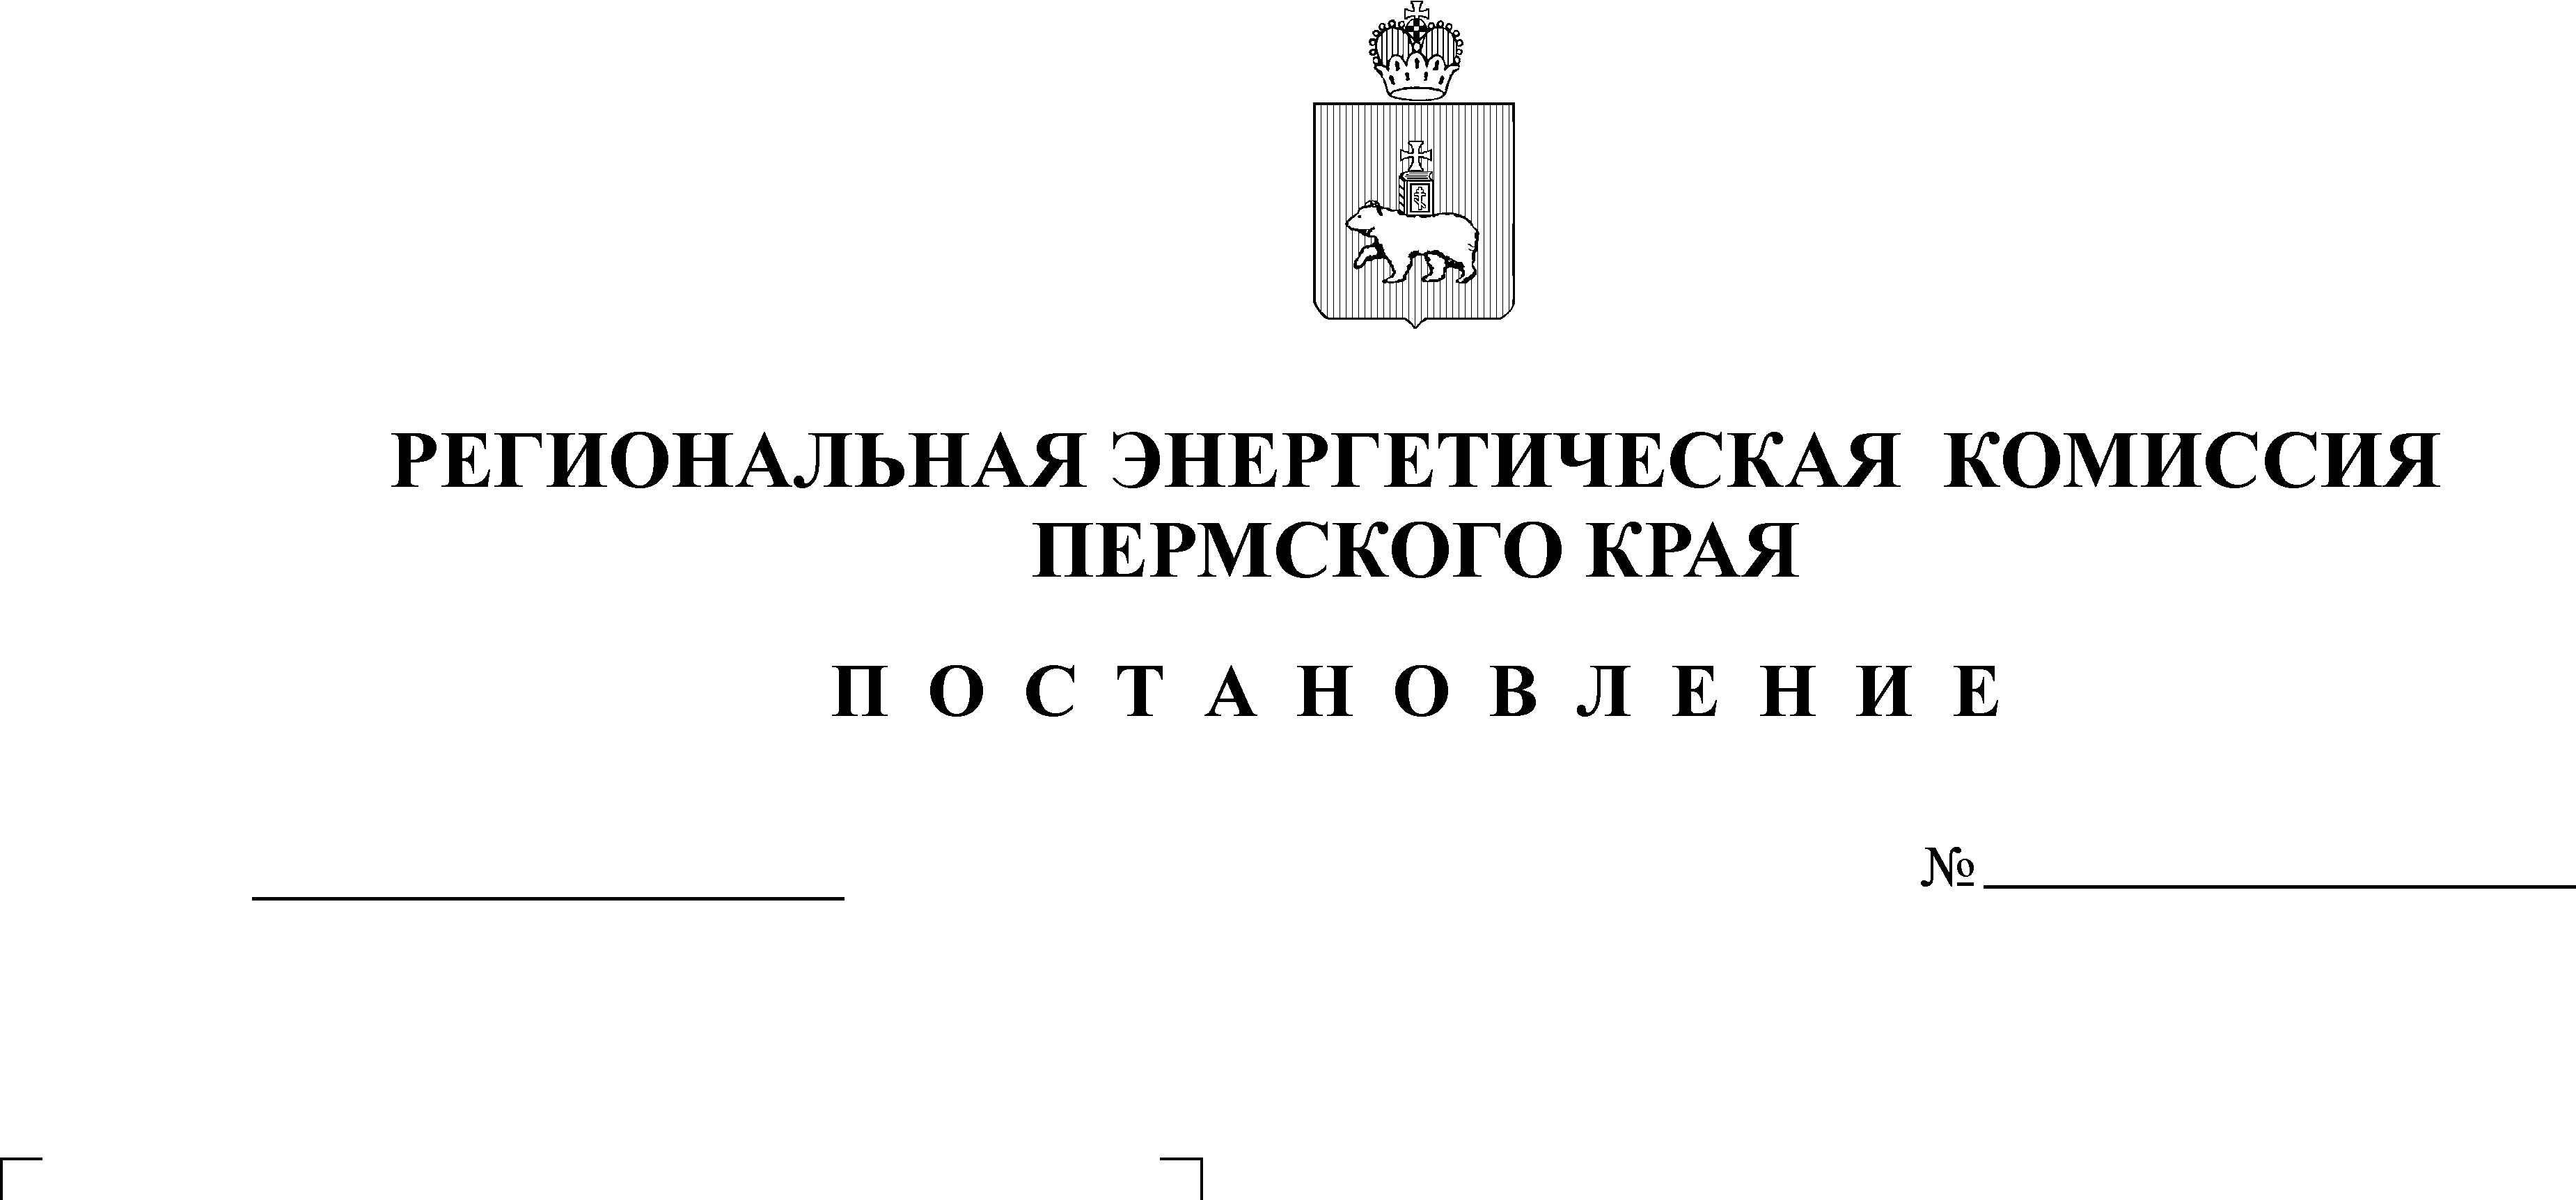 РЕГИОНАЛЬНАЯ ЭНЕРГЕТИЧЕСКАЯ КОМИССИЯ
ПЕРМСКОГО КРАЯ
П О С Т А Н О В Л Е Н И Е
№